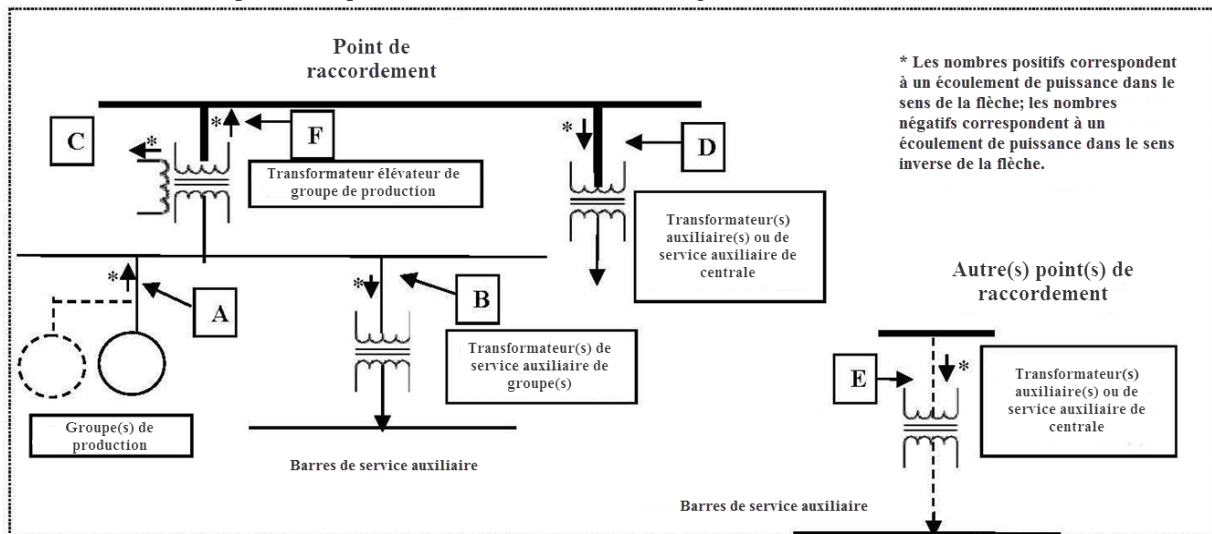 Point de
raccordement
* Les nombres positifs correspondent
à un écoulement de puissance dans le
sens de la flèche; les nombres
négatifs correspondent à un
écoulement de puissance dans le sens
inverse de la flèche.
C
*
*
F
*
D
Transformateur élévateur de
groupe de production
Transformateur(s)
auxiliaire(s) ou de
service auxiliaire de
centrale
*
A
*
B
Autre(s) point(s) de
raccordement
Transformateur(s) de
service auxiliaire de
groupe(s)
E
*
Transformateur(s)
auxiliaire(s) ou de
service auxiliaire de
centrale
Groupe(s) de
production
Barres de service auxiliaire
Barres de service auxiliaire